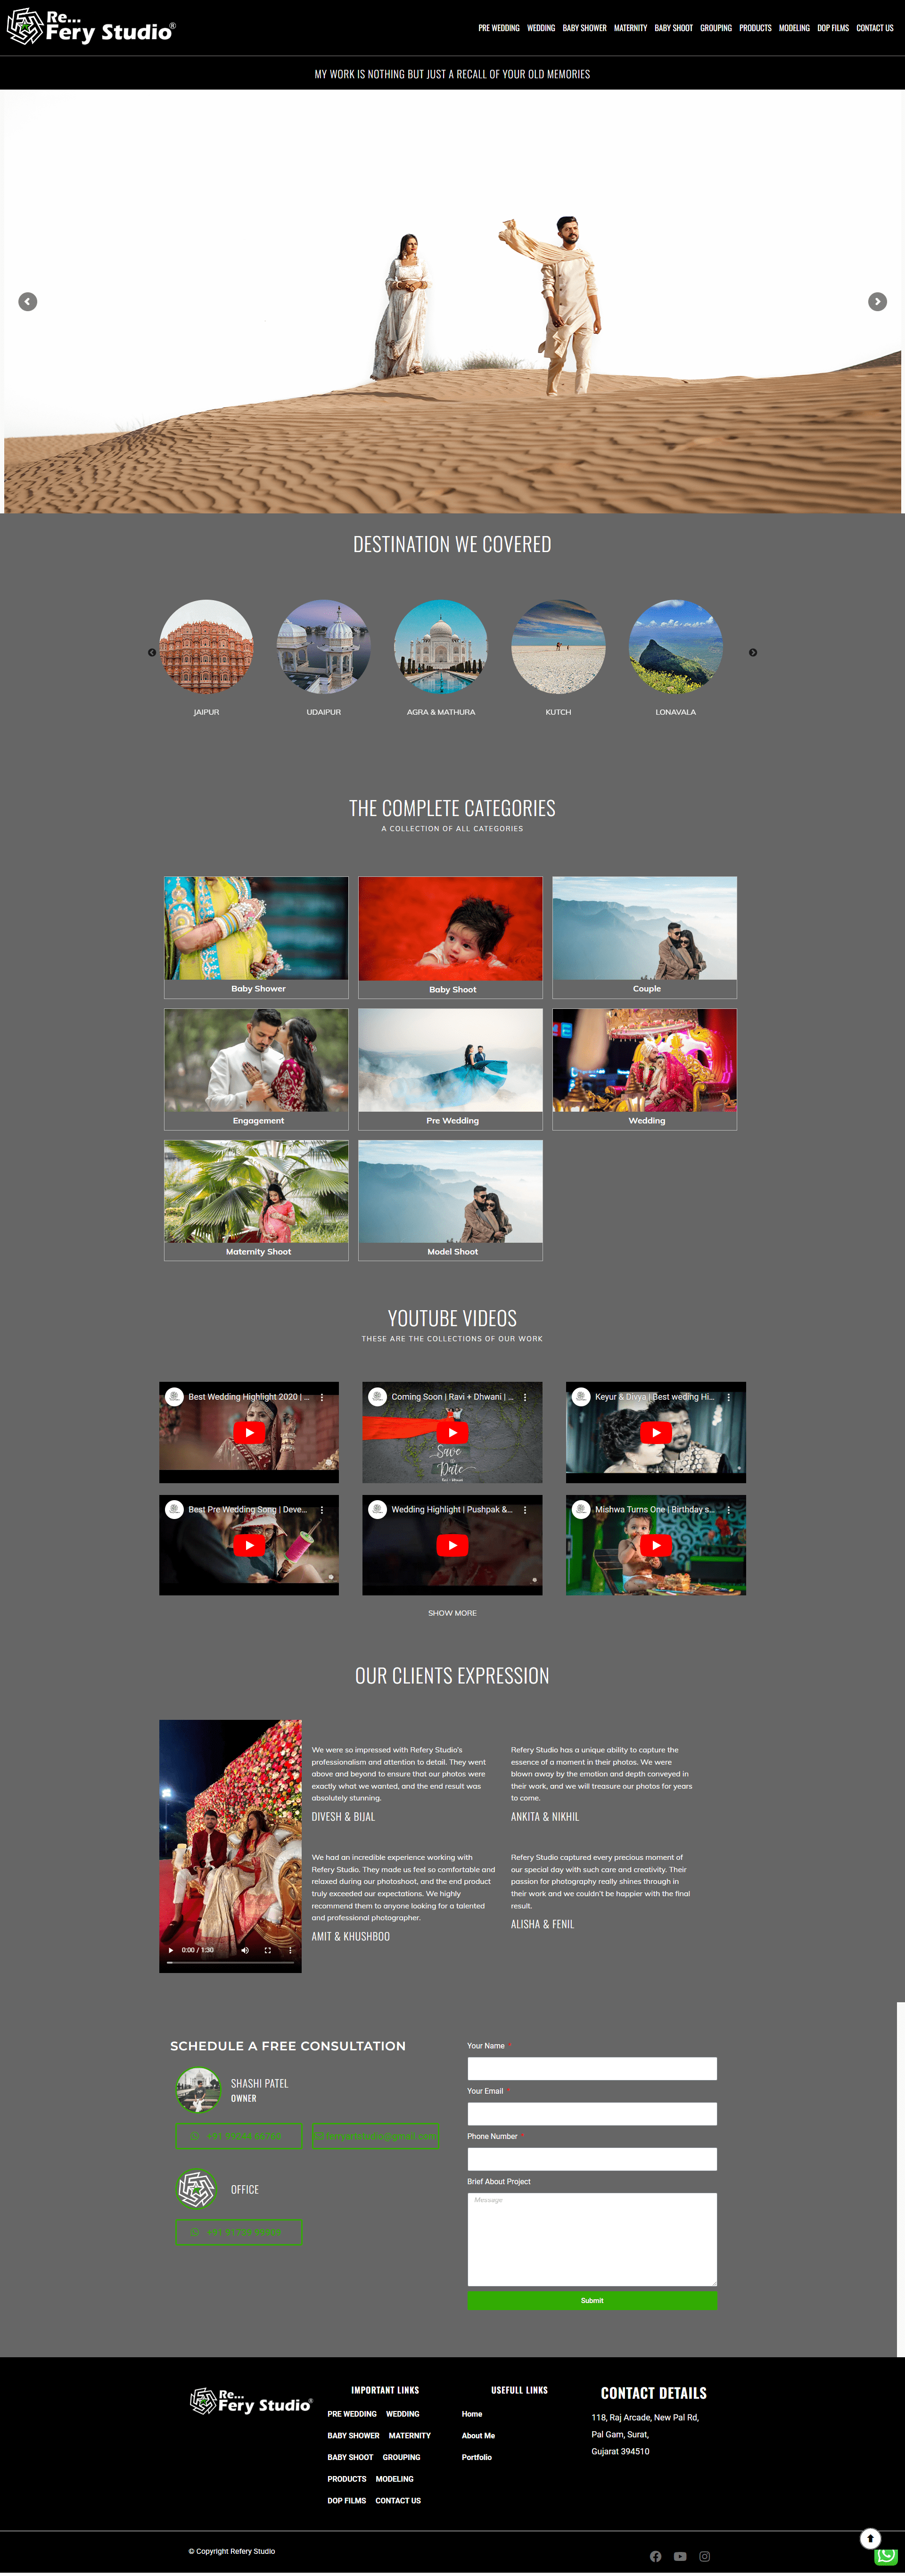 Re...
Fery Studio®
PRE WEDDING WEDDING BABY SHOWER MATERNITY BABY SHOOT GROUPING PRODUCTS MODELING DOP FILMS CONTACT US
MY WORK IS NOTHING BUT JUST A RECALL OF YOUR OLD MEMORIES
DESTINATION WE COVERED
JAIPUR UDAIPUR AGRA & MATHURA KUTCH LONAVALA
THE COMPLETE CATEGORIES
A COLLECTION OF ALL CATEGORIES
Baby Shower Baby Shoot Couple
Engagement Pre Wedding Wedding
Maternity Shoot Model Shoot
YOUTUBE VIDEOS
THESE ARE THE COLLECTIONS OF OUR WORK
Best Wedding Highlight 2020 | ...
Coming Soon | Ravi + Dhwani | ...
Save
Date
Keyur & Divya | Best weding Hi...
Best Pre Wedding Song | Deve...
Wedding Highlight | Pushpak &...
Mishwa Turns One | Birthday s...
SHOW MORE
OUR CLIENTS EXPRESSION
0:00 / 1:30
We were so impressed with Refery Studio's
professionalism and attention to detail. They went
above and beyond to ensure that our photos were
exactly what we wanted, and the end result was
absolutely stunning.
DIVESH & BIJAL
Refery Studio has a unique ability to capture the
essence of a moment in their photos. We were
blown away by the emotion and depth conveyed in
their work, and we will treasure our photos for years
to come.
ANKITA & NIKHIL
We had an incredible experience working with
Refery Studio. They made us feel so comfortable and
relaxed during our photoshoot, and the end product
truly exceeded our expectations. We highly
recommend them to anyone looking for a talented
and professional photographer.
AMIT & KHUSHBOO
Refery Studio captured every precious moment of
our special day with such care and creativity. Their
passion for photography really shines through in
their work and we couldn't be happier with the final
result.
ALISHA & FENIL
SCHEDULE A FREE CONSULTATION
SHASHI PATEL
OWNER
OFFICE
Your Name *
Your Email *
Phone Number *
Brief About Project
Message
Submit
Re...
Fery Studio®
IMPORTANT LINKS
PRE WEDDING WEDDING
BABY SHOWER MATERNITY
BABY SHOOT GROUPING
PRODUCTS MODELING
DOP FILMS CONTACT US
USEFULL LINKS
Home
About Me
Portfolio
CONTACT DETAILS
118, Raj Arcade, New Pal Rd,
Pal Gam, Surat,
Gujarat 394510
© Copyright Refery Studio